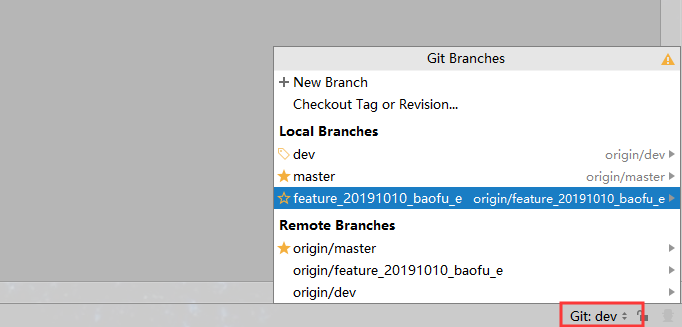 Git Branches
+ New Branch
Checkout Tag or Revision...
Local Branches
dev origin/dev
master origin/master
feature_20191010_baofu_e origin/feature_20191010_baofu_e
Remote Branches
origin/master
origin/feature_20191010_baofu_e
origin/dev
Git: dev